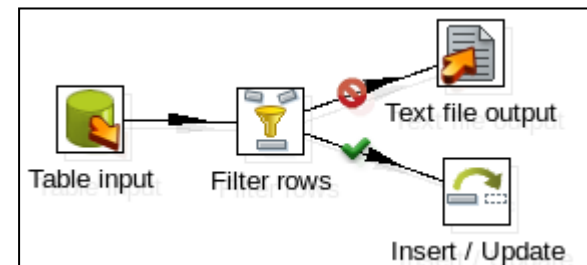 Text file output
Table input
Filter rows
Insert / Update